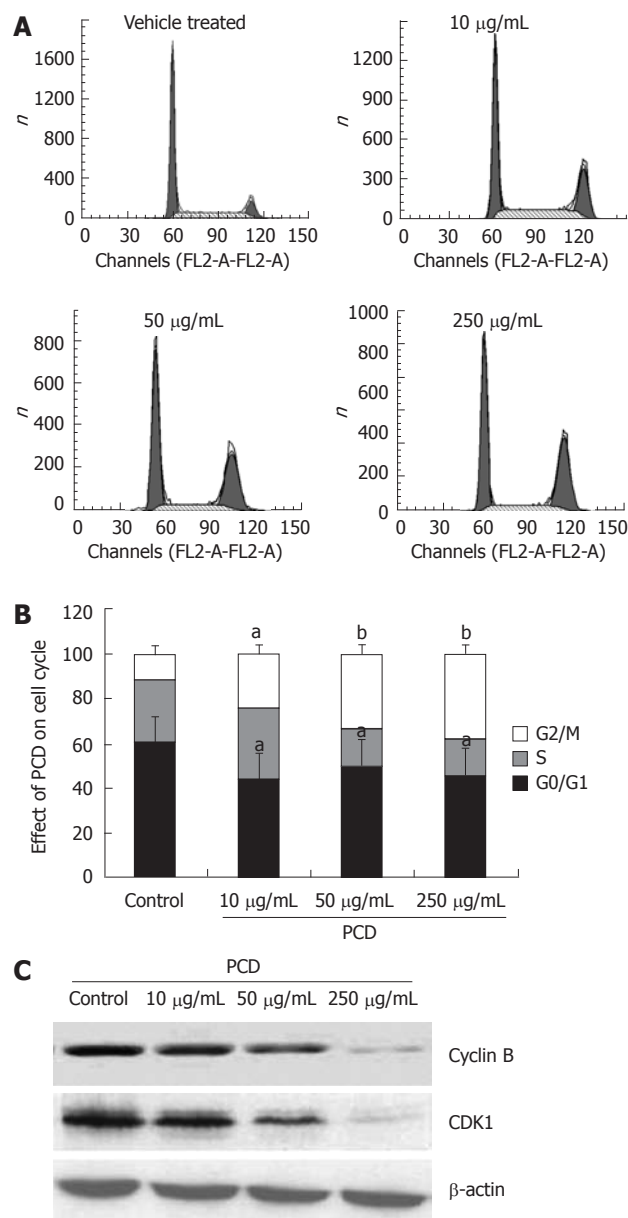 A
Vehicle treated
1600
1200
800
400
0
n
0 30 60 90 120 150
Channels (FL2-A-FL2-A)
10 μg/mL
1200
900
600
300
0
n
0 30 60 90 120
Channels (FL2-A-FL2-A)
50 μg/mL
800
600
400
200
0
n
0 30 60 90 120 150
Channels (FL2-A-FL2-A)
250 μg/mL
1000
800
600
400
200
0
n
0 30 60 90 120 150
Channels (FL2-A-FL2-A)
B
120
100
80
60
40
20
0
Effect of PCD on cell cycle
a b b
a a a
G2/M
S
G0/G1
Control 10 μg/mL 50 μg/mL 250 μg/mL
PCD
C
PCD
Control 10 μg/mL 50 μg/mL 250 μg/mL
Cyclin B
CDK1
β-actin